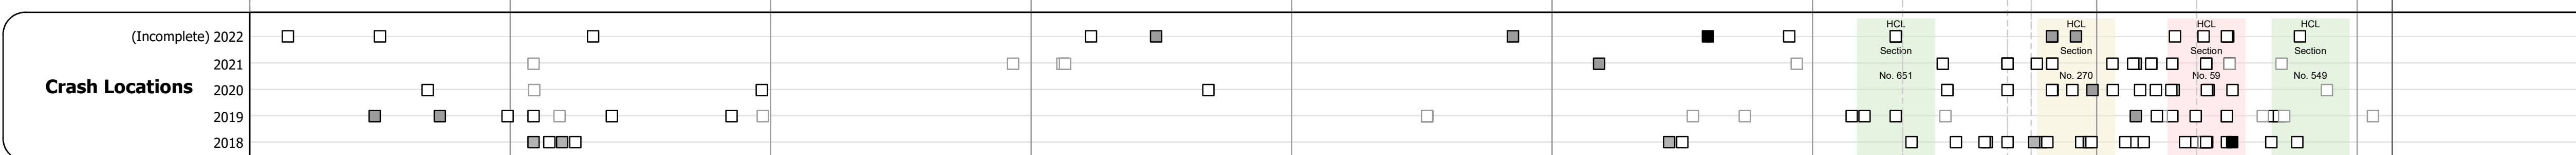 Crash Locations
(Incomplete) 2022
2021
2020
2019
2018
HCL
Section
No. 651
HCL
Section
No. 270
HCL
Section
No. 59
HCL
Section
No. 549